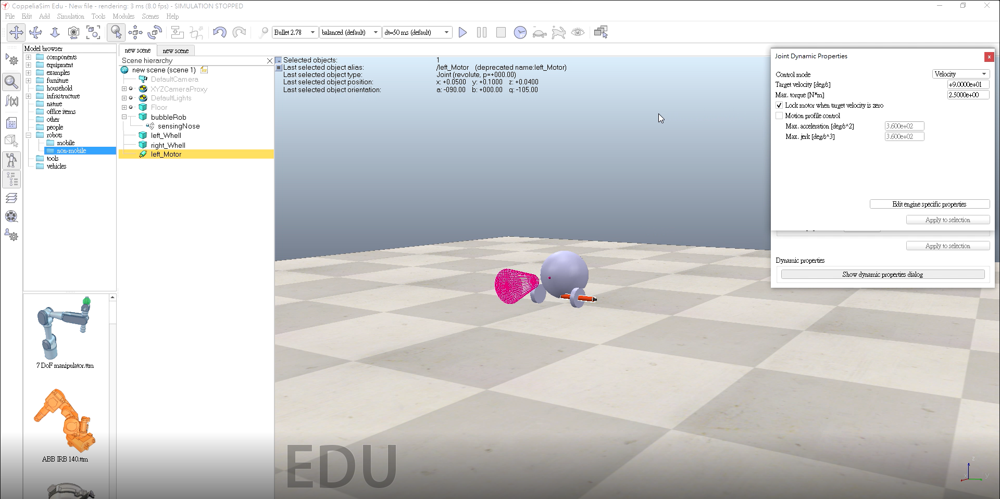 CoppeliaSim Edu - New file - rendering: 3 ms (8.0 fps) - SIMULATION STOPPED
File Edit Add Simulation Tools Modules Scenes Help
Bullet 2.78 balanced (default) dt=50 ms (default)
Model browser
components
equipment
examples
furniture
household
infrastructure
nature
office items
other
people
robots
mobile
non-mobile
tools
vehicles
7 DoF manipulator.ttm
ABB IRB 140.ttm
new scene new scene
Scene hierarchy
new scene (scene 1)
DefaultCamera
XYZCameraProxy
DefaultLights
Floor
bubbleRob
sensingNose
left_Whell
right_Whell
left_Motor
Selected objects: 1
Last selected object alias: /left_Motor (deprecated name:left_Motor)
Last selected object type: Joint (revolute, p=+000.00)
Last selected object position: x: +0.0500 y: +0.1000 z: +0.0400
Last selected object orientation: a: -090.00 b: +000.00 q: -105.00
EDU
z
y
Joint Dynamic Properties
Control mode Velocity
Target velocity [deg/s] +9.0000e+01
Max. torque [N*m] 2.5000e+00
Lock motor when target velocity is zero
Motion profile control
Max. acceleration [deg/s^2] 3.600e+02
Max. jerk [deg/s^3] 3.600e+02
Edit engine specific properties
Apply to selection
Apply to selection
Dynamic properties
Show dynamic properties dialog